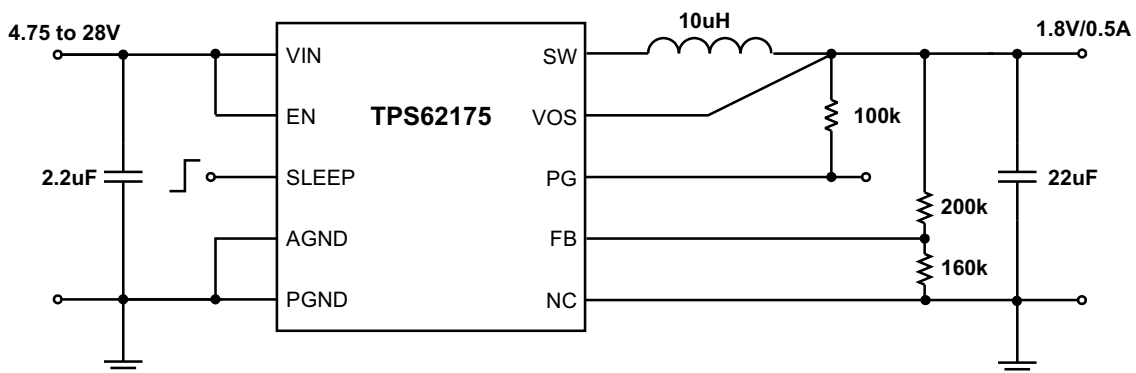 4.75 to 28V
10uH
1.8V/0.5A
VIN
SW
EN
TPS62175
VOS
100k
2.2uF
SLEEP
PG
22uF
200k
AGND
FB
160k
PGND
NC